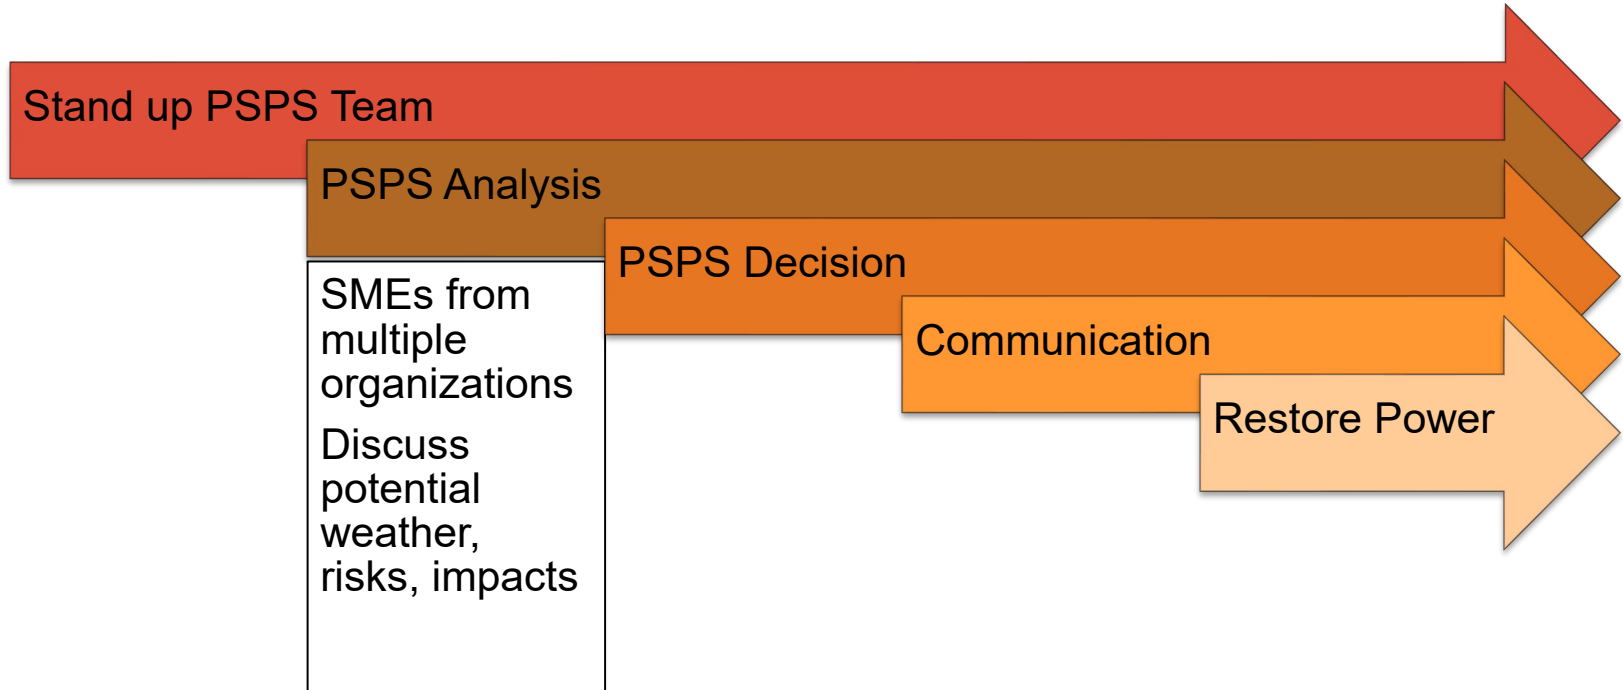 Stand up PSPS Team
PSPS Analysis
SMEs from
multiple
organizations
Discuss
potential
weather,
risks, impacts
PSPS Decision
Communication
Restore Power